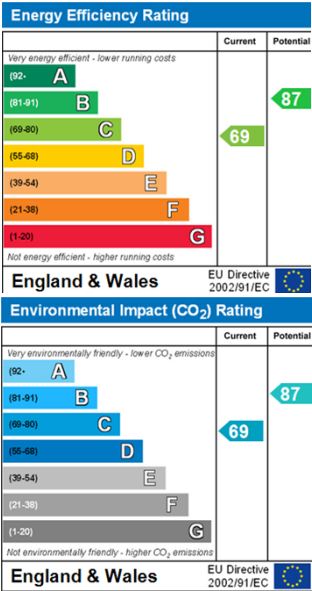 Energy Efficiency Rating
Current Potential
Very energy efficient - lower running costs
(92- A
(81-91) B
87
(69-80) C
69
(55-68) D
(39-54) E
(21-38) F
(1-20) G
Not energy efficient - higher running costs
England & Wales
EU Directive
2002/91/EC
Environmental Impact (CO2) Rating
Current Potential
Very environmentally friendly - lower CO2 emissions
(92- A
(81-91) B
87
(69-80) C
69
(55-68) D
(39-54) E
(21-38) F
(1-20) G
Not environmentally friendly - higher CO2 emissions
England & Wales
EU Directive
2002/91/EC